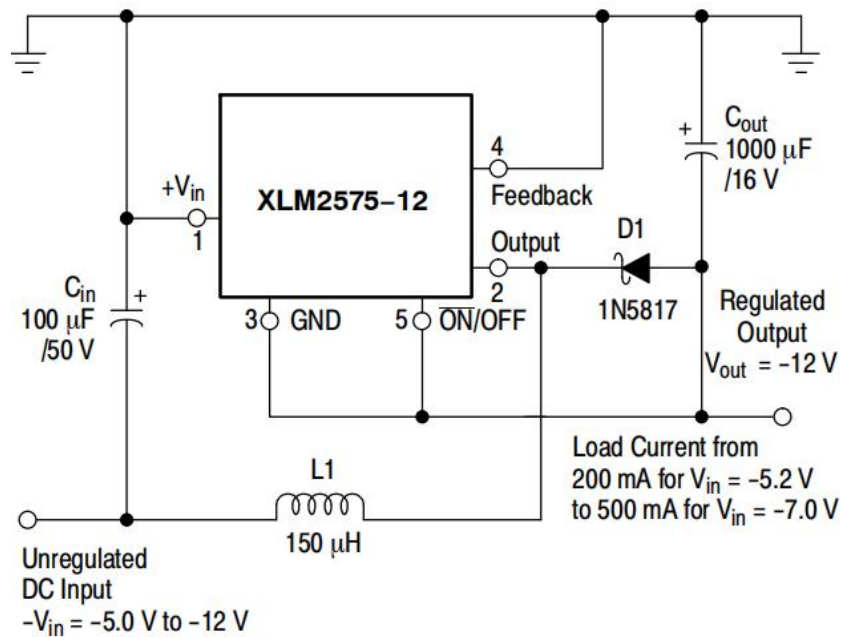 XLM2575–12
+Vin
1
4
Feedback
Output
2
3
GND
5
ON/OFF
Cin
100 µF
/50 V
+
Cout
1000 µF
/16 V
+
D1
1N5817
Regulated
Output
Vout = –12 V
L1
150 µH
Load Current from
200 mA for Vin = –5.2 V
to 500 mA for Vin = –7.0 V
Unregulated
DC Input
–Vin = –5.0 V to –12 V